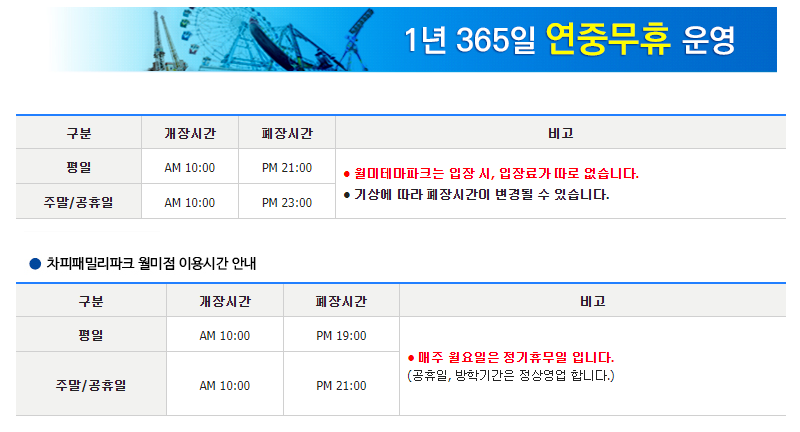 1년 365일 연중무휴 운영
구분 개장시간 폐장시간 비고
평일 AM 10:00 PM 21:00
● 월미테마파크는 입장 시, 입장료가 따로 없습니다.
● 기상에 따라 폐장시간이 변경될 수 있습니다.
주말/공휴일 AM 10:00 PM 23:00
● 차피패밀리파크 월미점 이용시간 안내
구분 개장시간 폐장시간 비고
평일 AM 10:00 PM 19:00
● 매주 월요일은 정기휴무일 입니다.
(공휴일, 방학기간은 정상영업 합니다.)
주말/공휴일 AM 10:00 PM 21:00